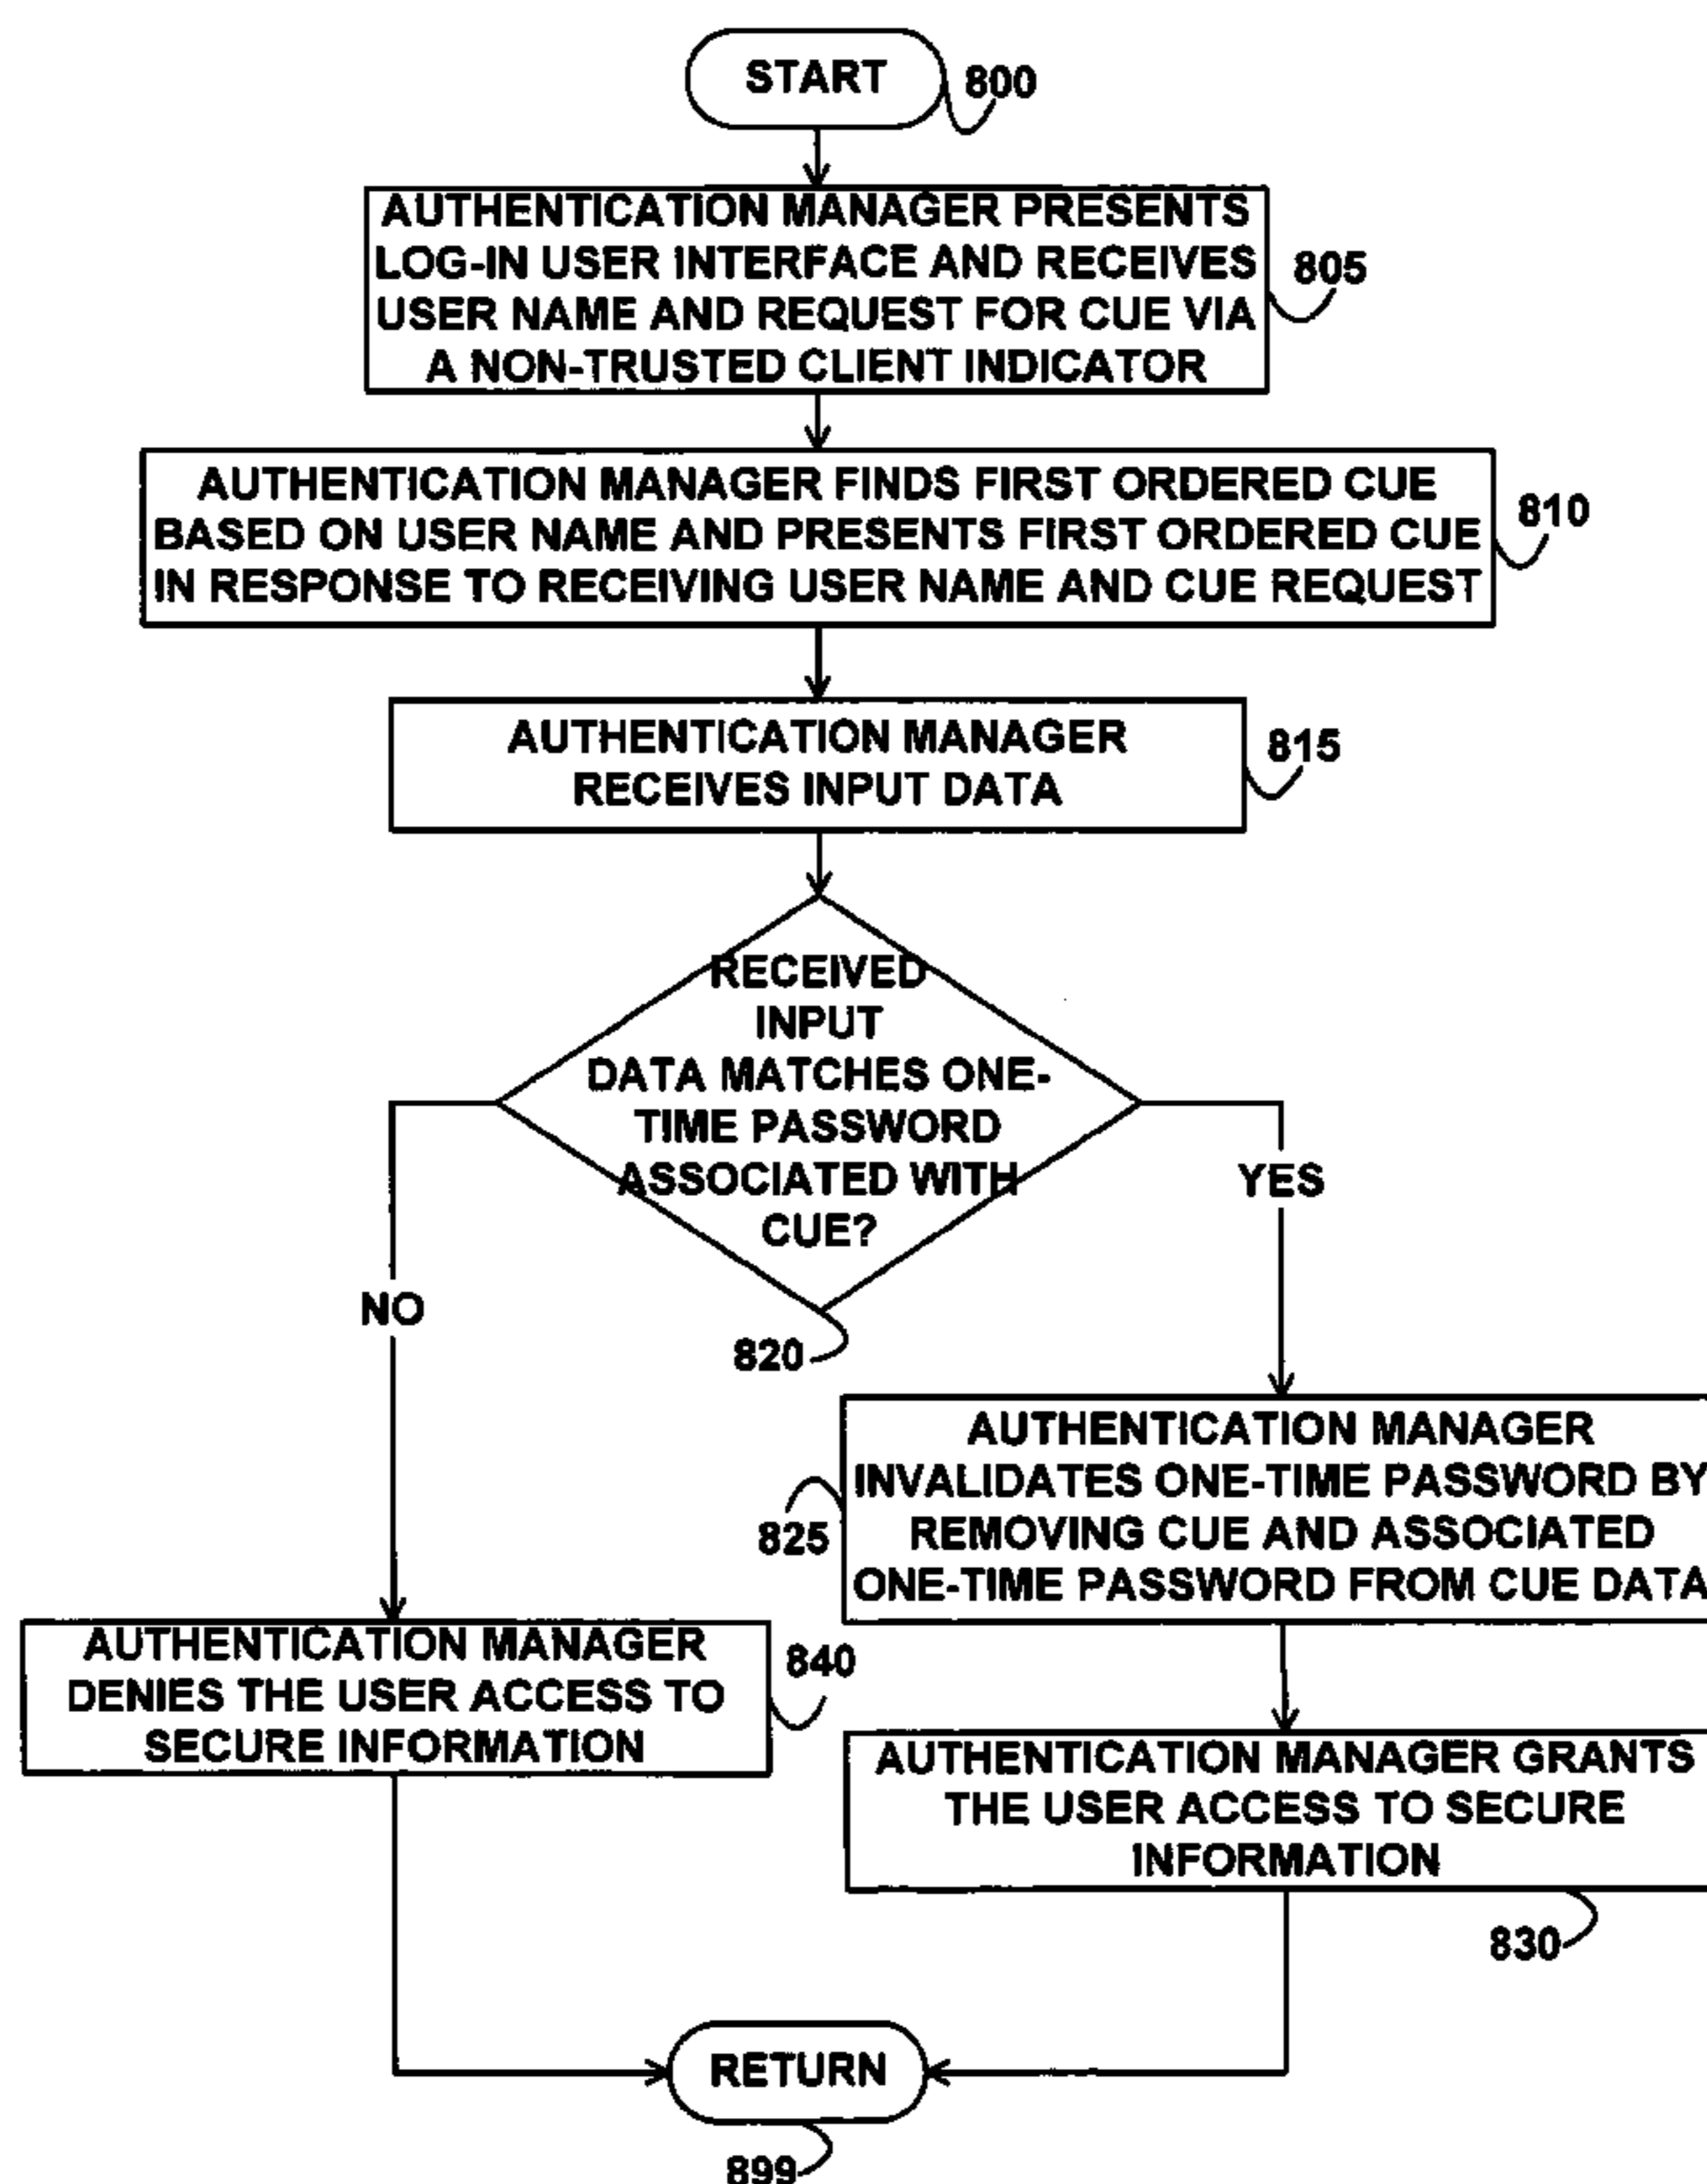 START
800
AUTHENTICATION MANAGER PRESENTS
LOG-IN USER INTERFACE AND RECEIVES
USER NAME AND REQUEST FOR CUE VIA
A NON-TRUSTED CLIENT INDICATOR
805
AUTHENTICATION MANAGER FINDS FIRST ORDERED CUE
BASED ON USER NAME AND PRESENTS FIRST ORDERED CUE
IN RESPONSE TO RECEIVING USER NAME AND CUE REQUEST
810
AUTHENTICATION MANAGER
RECEIVES INPUT DATA
815
RECEIVED
INPUT
DATA MATCHES ONE-
TIME PASSWORD
ASSOCIATED WITH
CUE?
820
YES
NO
AUTHENTICATION MANAGER
INVALIDATES ONE-TIME PASSWORD BY
REMOVING CUE AND ASSOCIATED
ONE-TIME PASSWORD FROM CUE DATA
825
AUTHENTICATION MANAGER
DENIES THE USER ACCESS TO
SECURE INFORMATION
840
AUTHENTICATION MANAGER GRANTS
THE USER ACCESS TO SECURE
INFORMATION
830
RETURN
899